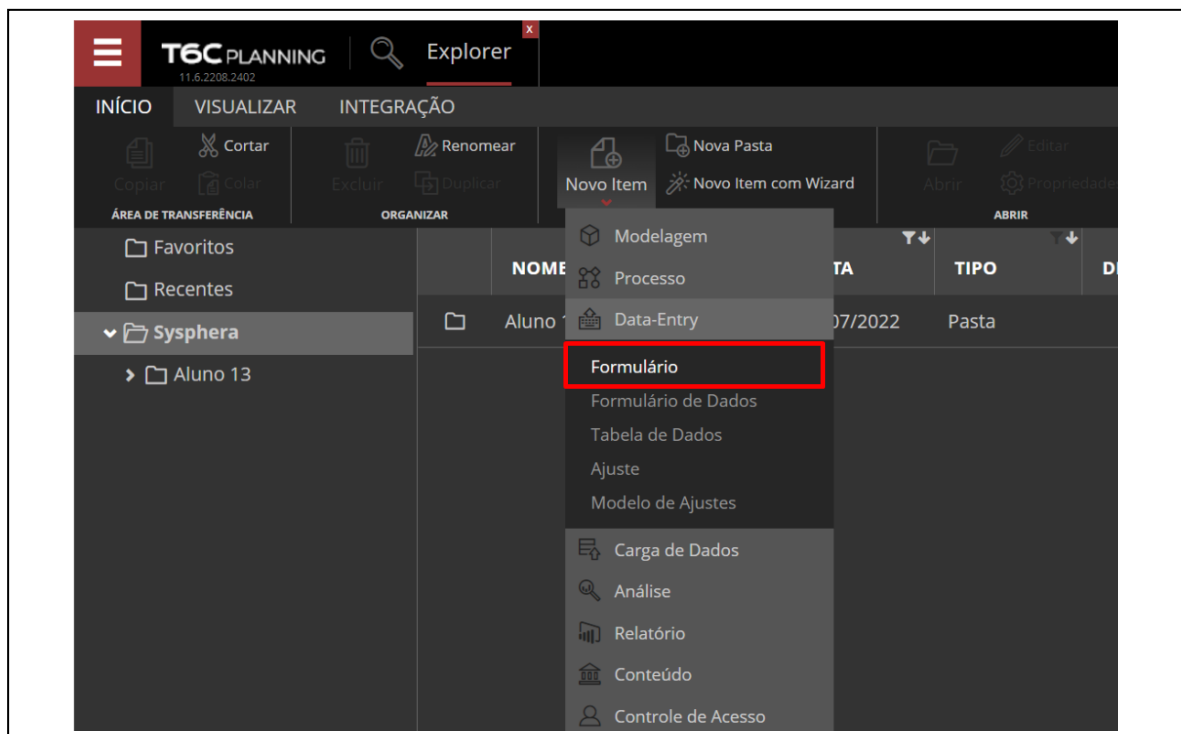 x
T6C PLANNING
Explorer
11.6.2208.2402
INÍCIO VISUALIZAR INTEGRAÇÃO
Copiar
Cortar
Colar
Excluir
Renomear
Duplicar
Novo Item
Nova Pasta
Novo Item com Wizard
Abrir
Editar
Propriedades
ÁREA DE TRANSFERÊNCIA
ORGANIZAR
ABRIR
Favoritos
Recentes
Sysphera
Aluno 13
NOME
TA
TIPO
Aluno
07/2022
Pasta
Modelagem
Processo
Data-Entry
Formulário
Formulário de Dados
Tabela de Dados
Ajuste
Modelo de Ajustes
Carga de Dados
Análise
Relatório
Conteúdo
Controle de Acesso